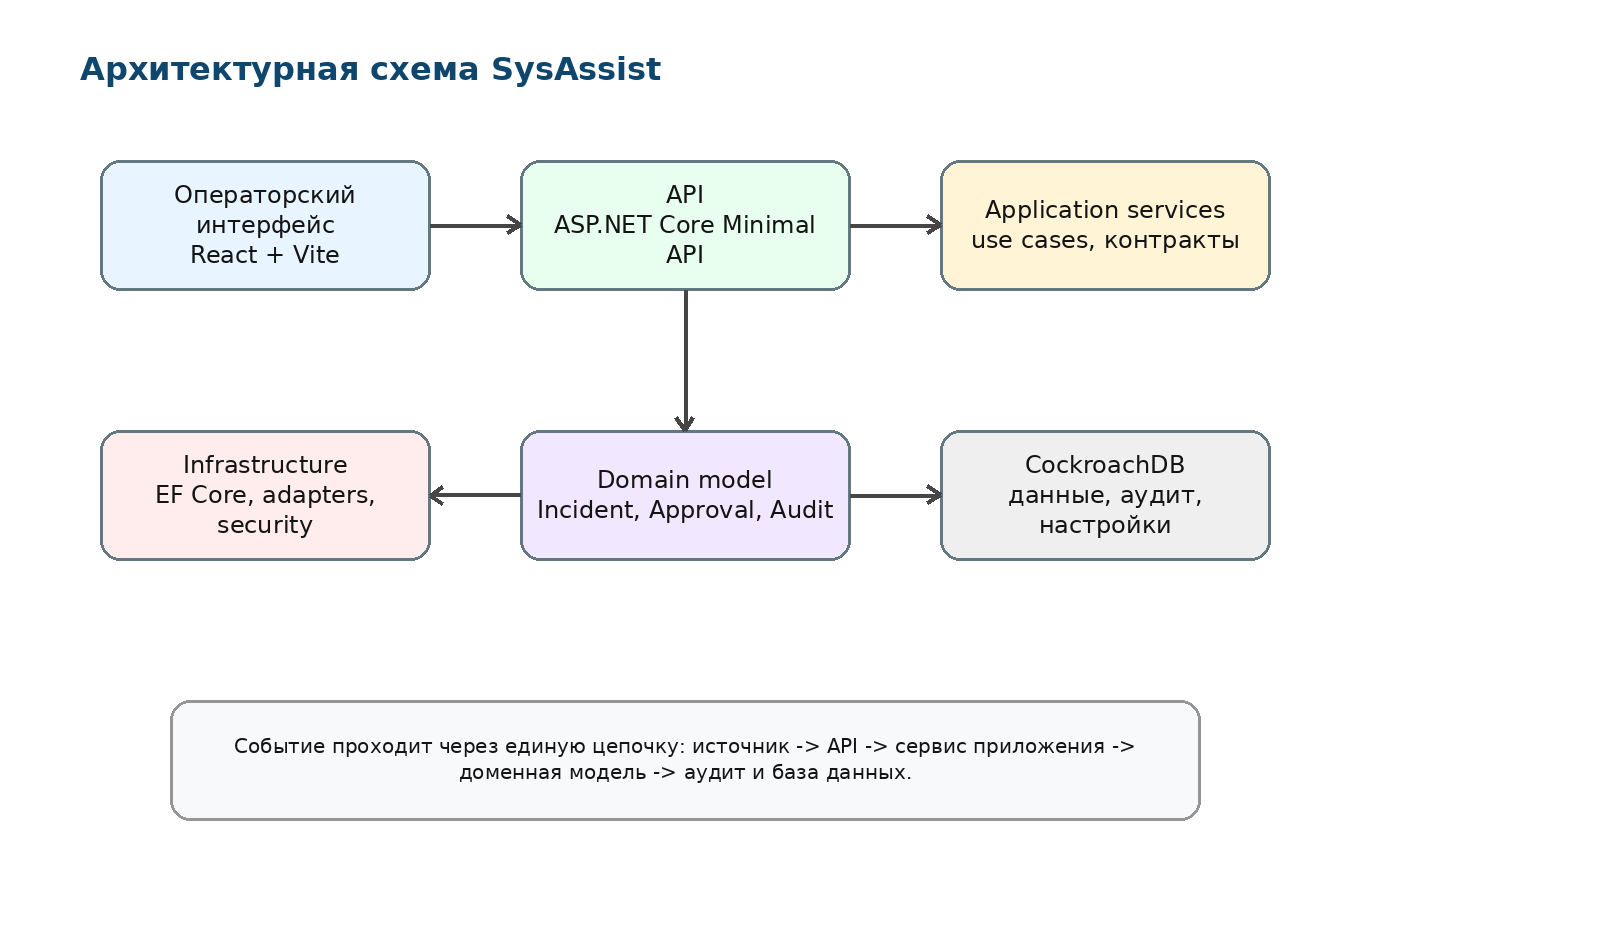 Архитектурная схема SysAssist
Операторский
интерфейс
React + Vite
API
ASP.NET Core Minimal
API
Application services
use cases, контракты
Infrastructure
EF Core, adapters,
security
Domain model
Incident, Approval, Audit
CockroachDB
данные, аудит,
настройки
Событие проходит через единую цепочку: источник -> API -> сервис приложения ->
доменная модель -> аудит и база данных.